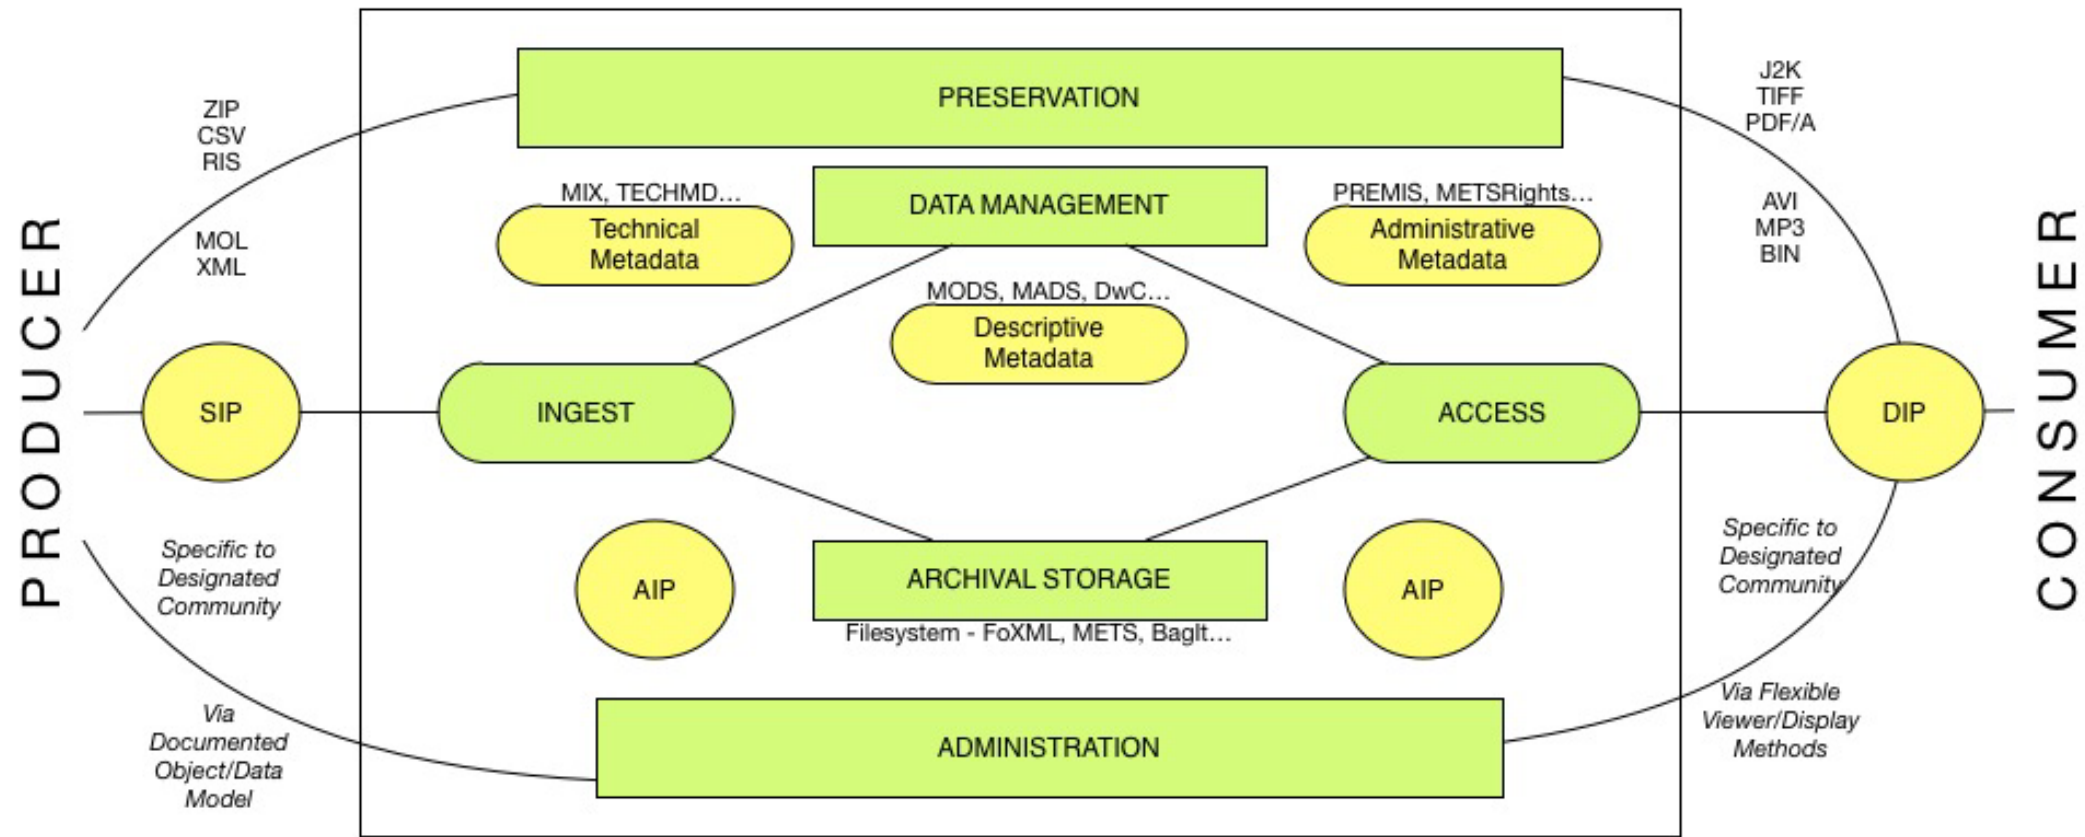 PRODUCER
ZIP
CSV
RIS
MOL
XML
SIP
Specific to
Designated
Community
Via
Documented
Object/Data
Model
PRESERVATION
MIX, TECHMD...
Technical
Metadata
DATA MANAGEMENT
PREMIS, METSRights...
Administrative
Metadata
MODS, MADS, DwC...
Descriptive
Metadata
INGEST
ACCESS
AIP
ARCHIVAL STORAGE
Filesystem - FoXML, METS, BagIt...
AIP
ADMINISTRATION
J2K
TIFF
PDF/A
AVI
MP3
BIN
DIP
Specific to
Designated
Community
Via Flexible
Viewer/Display
Methods
CONSUMER